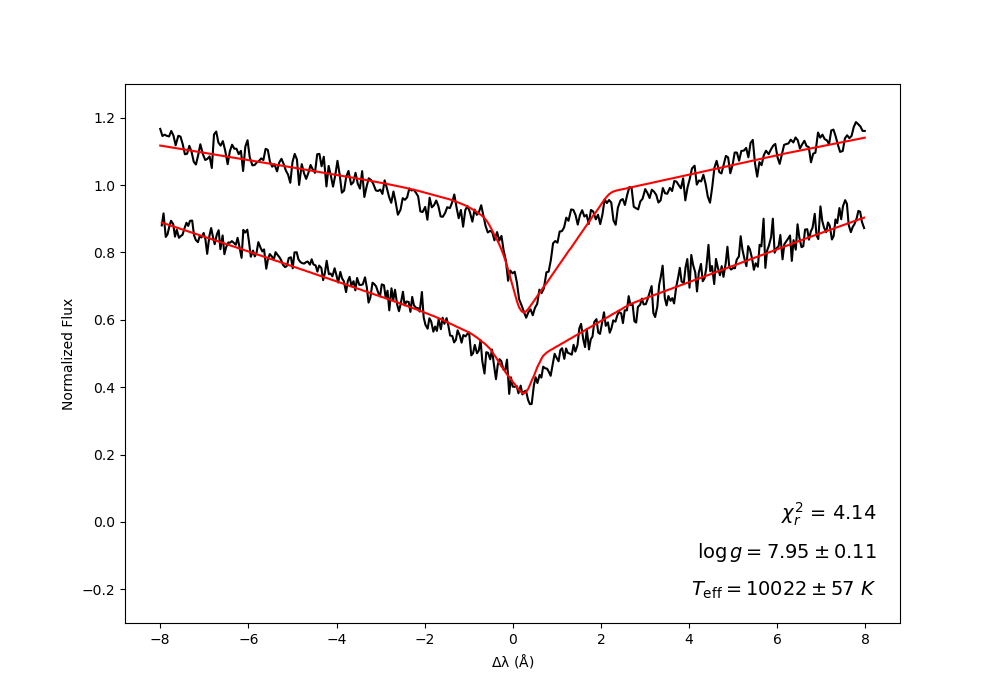 1.2
1.0
0.8
0.6
0.4
0.2
0.0
−0.2
Normalized Flux
χ²ᵣ = 4.14
log g = 7.95 ± 0.11
T_eff = 10022 ± 57 K
−8 −6 −4 −2 0 2 4 6 8
Δλ (Å)